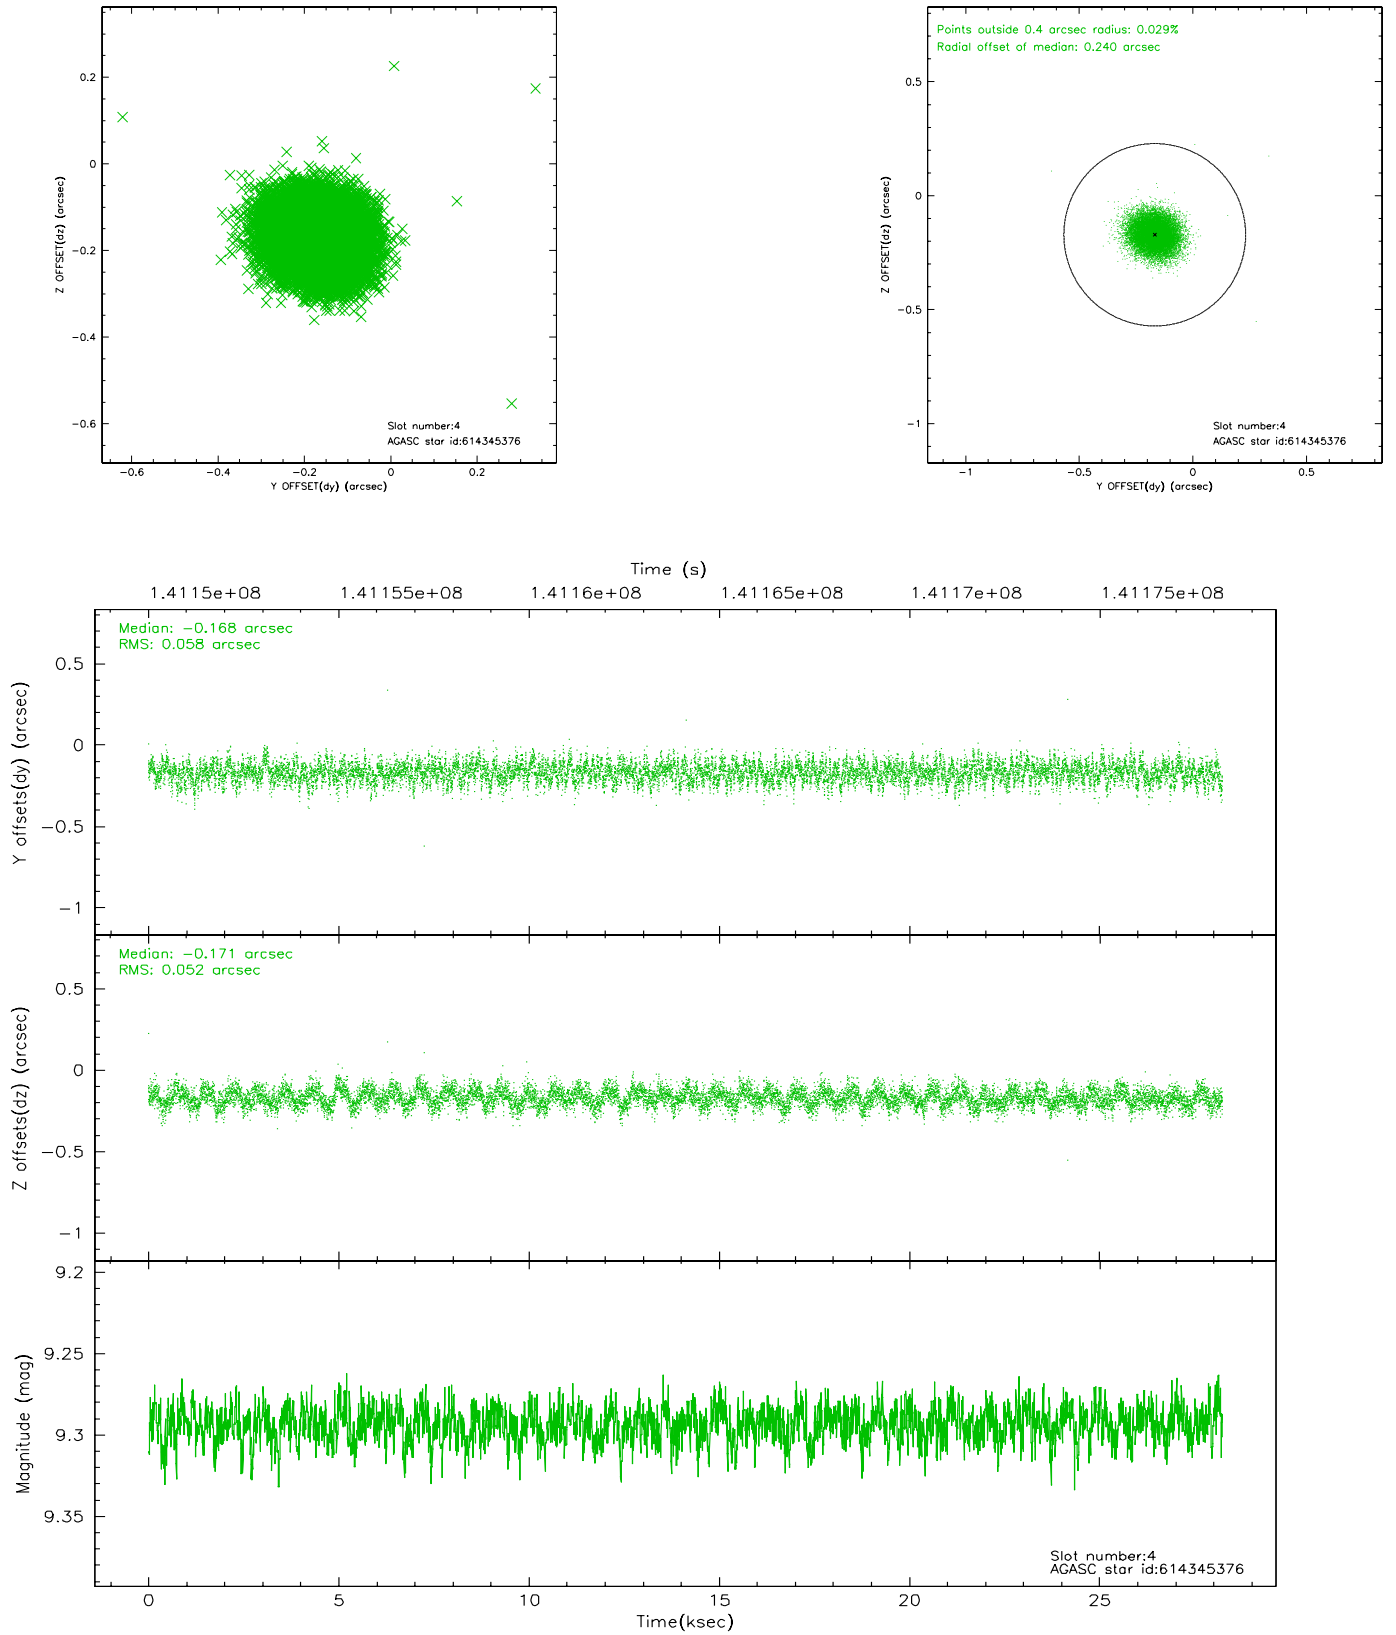 0.2
0
−0.2
−0.4
−0.6
Z OFFSET(dz) (arcsec)
Slot number:4
AGASC star id:614345376
−0.6
−0.4
−0.2
0
0.2
Y OFFSET(dy) (arcsec)
Points outside 0.4 arcsec radius: 0.029%
Radial offset of median: 0.240 arcsec
0.5
0
−0.5
−1
Z OFFSET(dz) (arcsec)
Slot number:4
AGASC star id:614345376
−1
−0.5
0
0.5
Y OFFSET(dy) (arcsec)
Time (s)
1.4115e+08
1.41155e+08
1.4116e+08
1.41165e+08
1.4117e+08
1.41175e+08
Median: −0.168 arcsec
RMS: 0.058 arcsec
0.5
0
−0.5
−1
Y offsets(dy) (arcsec)
Median: −0.171 arcsec
RMS: 0.052 arcsec
0.5
0
−0.5
−1
Z offsets(dz) (arcsec)
9.2
9.25
9.3
9.35
Magnitude (mag)
Slot number:4
AGASC star id:614345376
0
5
10
15
20
25
Time(ksec)